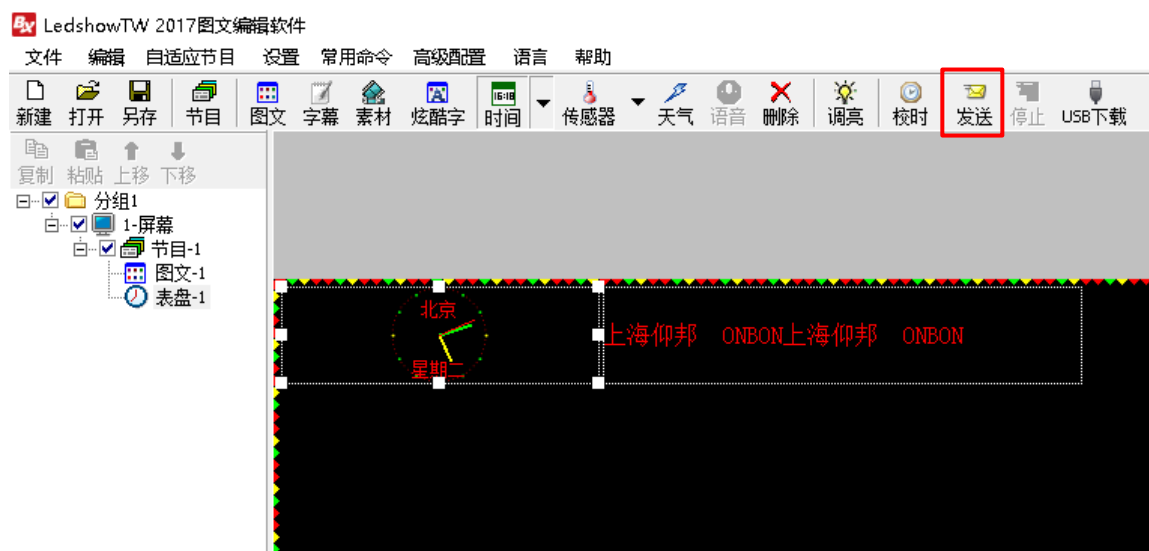 BX LedshowTW 2017图文编辑软件
文件 编辑 自适应节目 设置 常用命令 高级配置 语言 帮助
16:18
新建 打开 另存 节目 图文 字幕 素材 炫酷字 时间 传感器 天气 语音 删除 调亮 校时 发送 停止 USB下载
复制 粘贴 上移 下移
分组1
1-屏幕
节目-1
图文-1
表盘-1
北京
星期二
上海仰邦 ONBON上海仰邦 ONBON